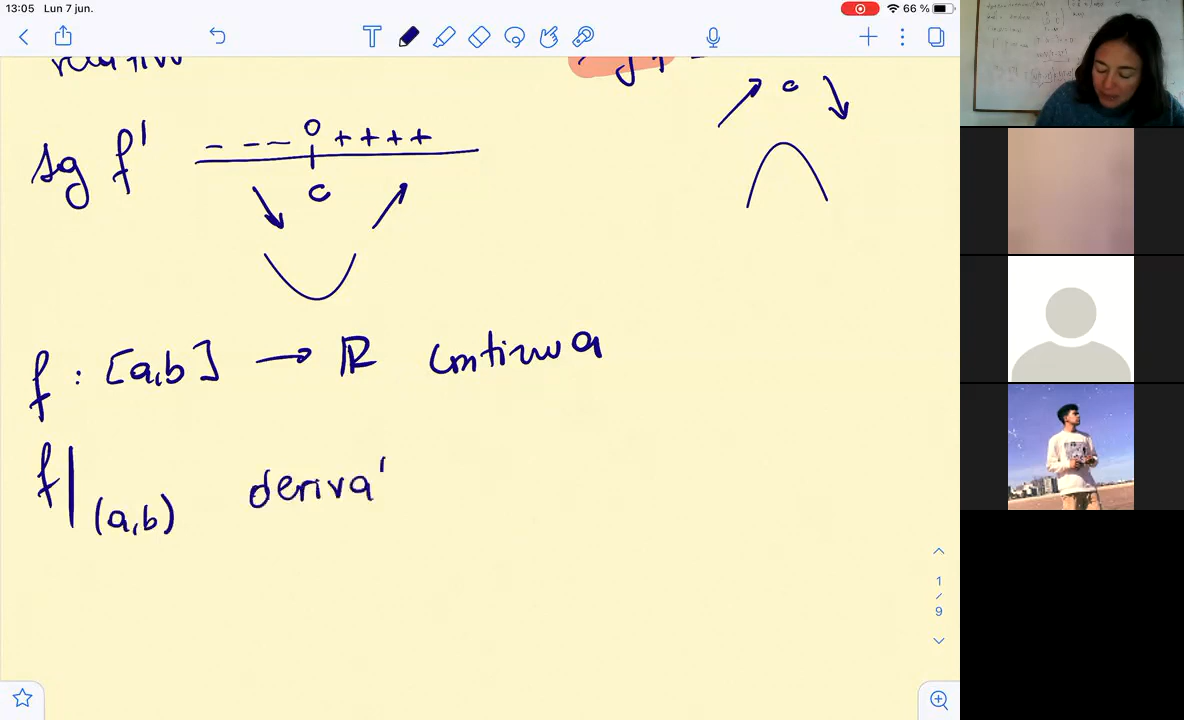 13:05 Lun 7 jun.
66 %
sg f' - - - 0 + + + +
c
c
f : [a,b] → ℝ continua
f|(a,b) deriva'
1
/
9